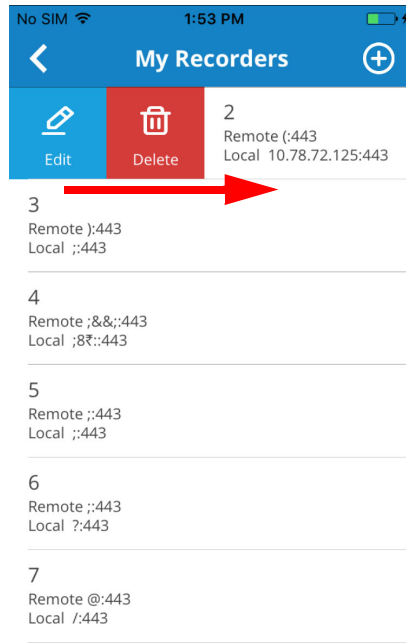 No SIM 1:53 PM
My Recorders
Edit Delete
2
Remote (:443
Local 10.78.72.125:443
3
Remote ):443
Local ;:443
4
Remote ;&&;:443
Local ;8₹::443
5
Remote ;:443
Local ;:443
6
Remote ;:443
Local ?:443
7
Remote @:443
Local /:443